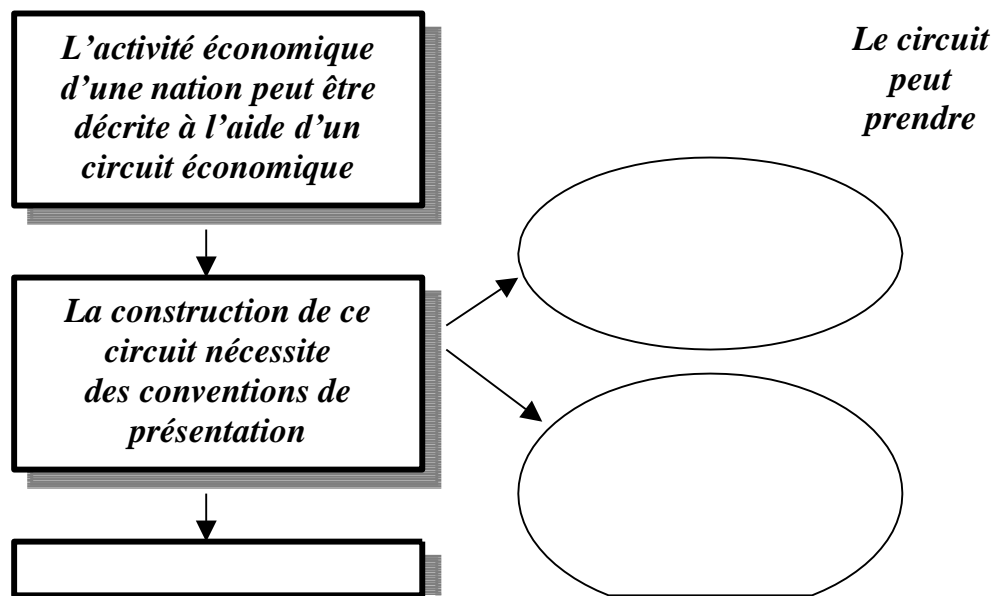 L’activité économique
d’une nation peut être
décrite à l’aide d’un
circuit économique
Le circuit
peut
prendre
La construction de ce
circuit nécessite
des conventions de
présentation